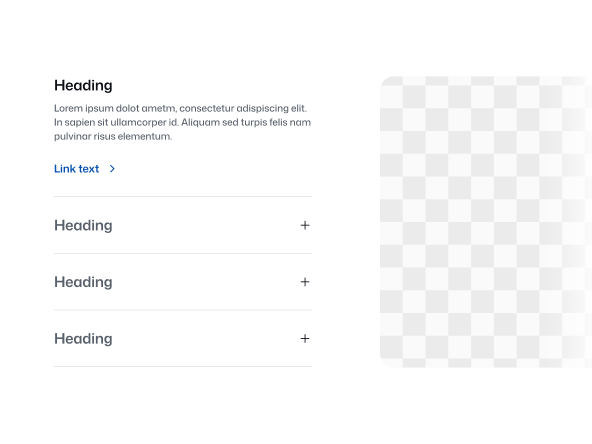 Heading
Lorem ipsum dolot ametm, consectetur adipiscing elit.
In sapien sit ullamcorper id. Aliquam sed turpis felis nam
pulvinar risus elementum.
Link text
Heading
Heading
Heading